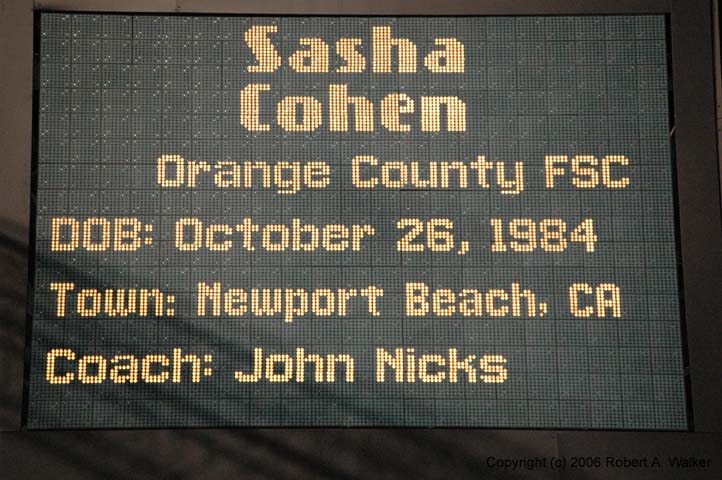 Sasha
Cohen
Orange County FSC
DOB: October 26, 1984
Town: Newport Beach, CA
Coach: John Nicks
Copyright (c) 2006 Robert A. Walker